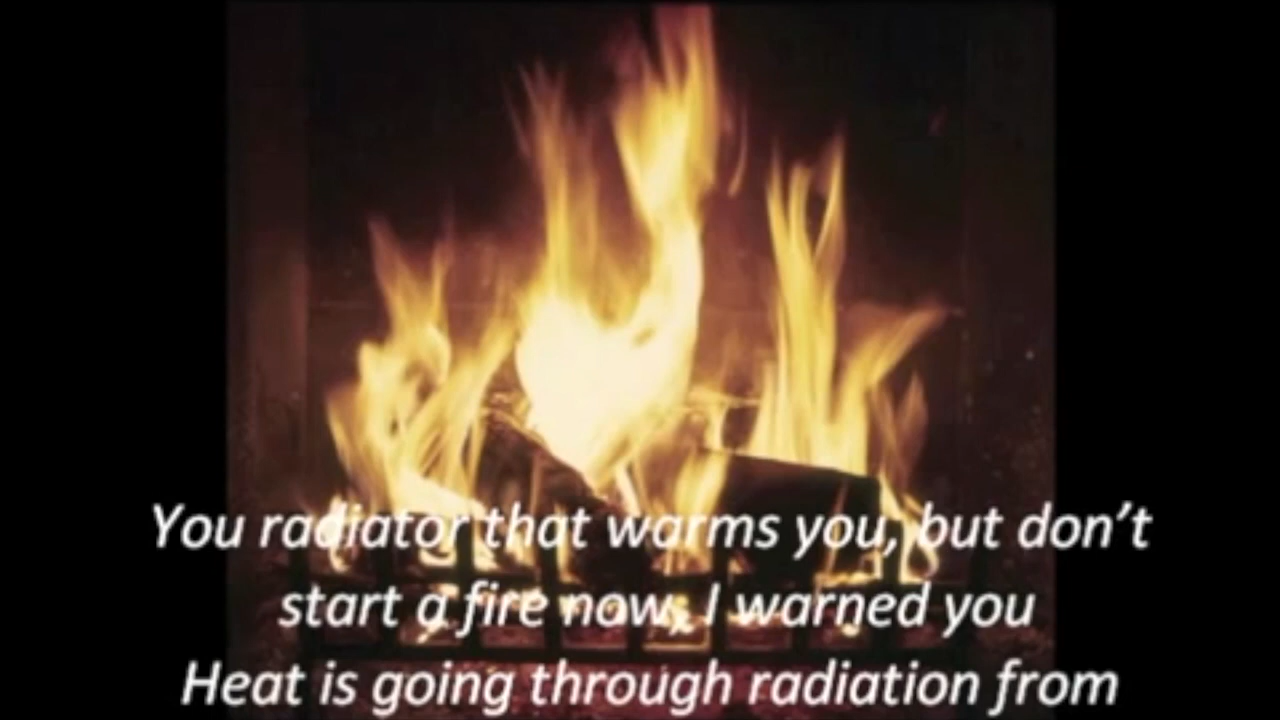 You radiator that warms you, but don't
start a fire now, I warned you
Heat is going through radiation from